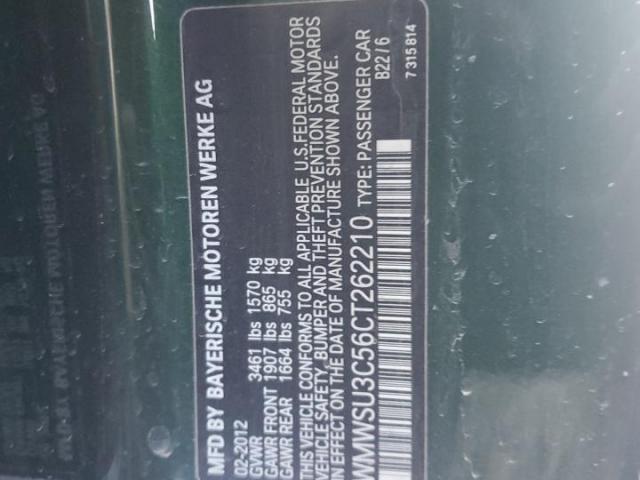 MFD BY BAYERISCHE MOTOREN WERKE AG
02-2012
GVWR 3461 lbs 1570 kg
GAWR FRONT 1907 lbs 865 kg
GAWR REAR 1664 lbs 755 kg
THIS VEHICLE CONFORMS TO ALL APPLICABLE U.S.FEDERAL MOTOR
VEHICLE SAFETY, BUMPER AND THEFT PREVENTION STANDARDS
IN EFFECT ON THE DATE OF MANUFACTURE SHOWN ABOVE.
WMWSU3C56CT262210 TYPE: PASSENGER CAR
B22/6
7 315 814